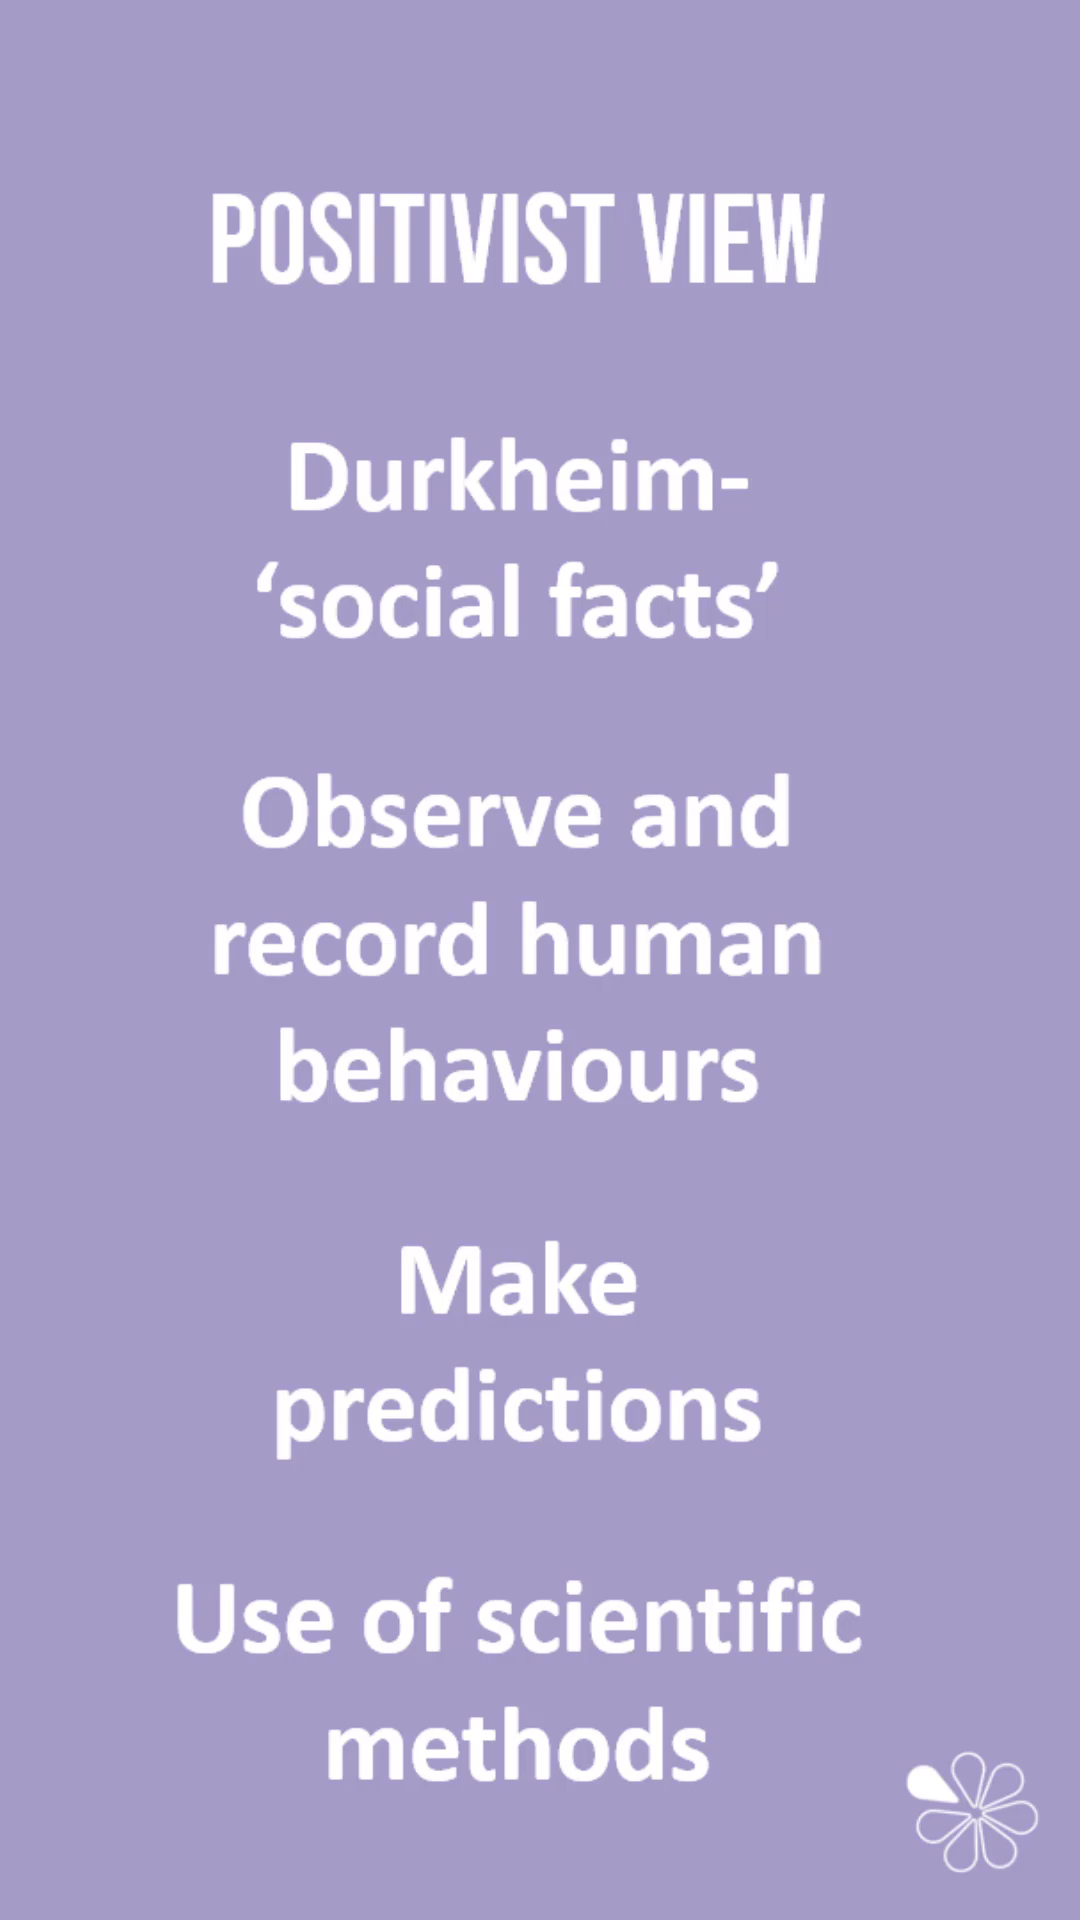 POSITIVIST VIEW
Durkheim-
‘social facts’
Observe and
record human
behaviours
Make
predictions
Use of scientific
methods